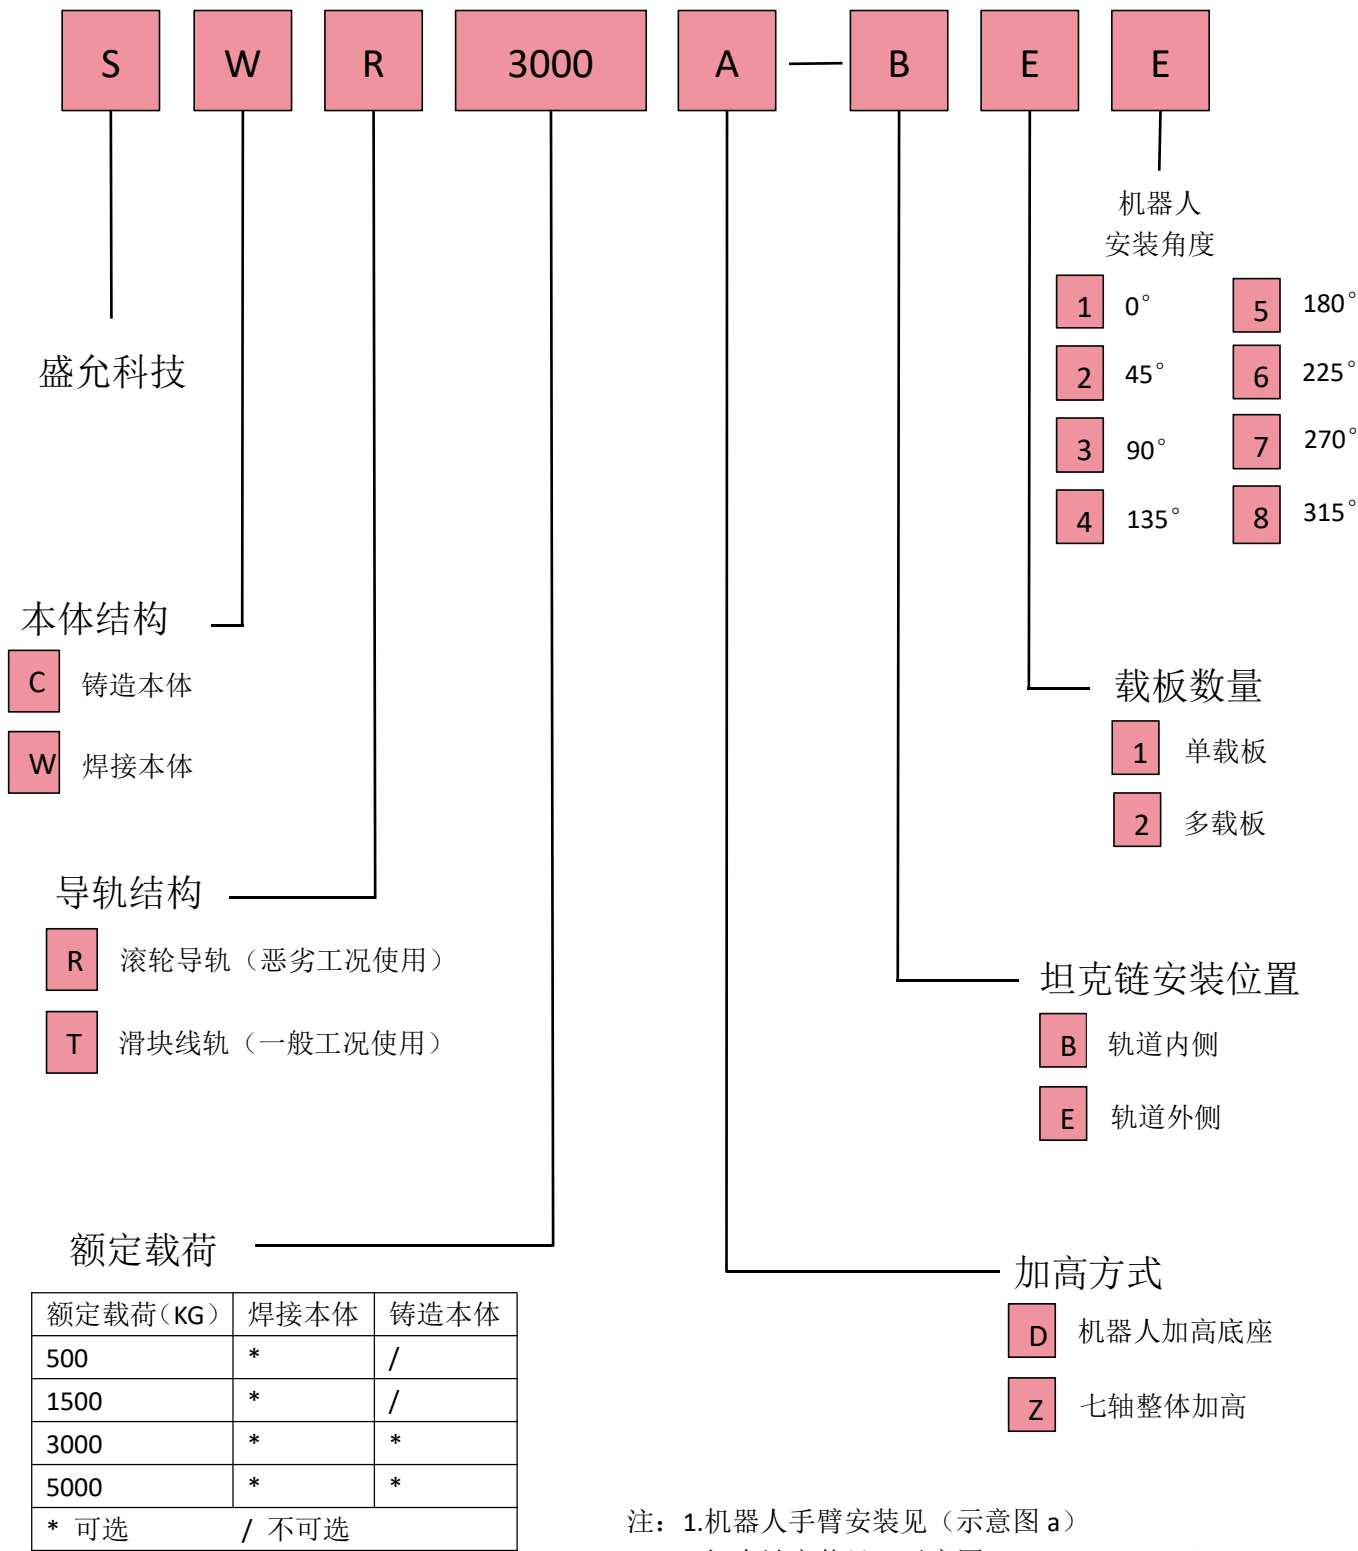 S W R 3000 A — B E E
机器人
安装角度
1 0° 5 180°
2 45° 6 225°
3 90° 7 270°
4 135° 8 315°
盛允科技
本体结构
C 铸造本体
W 焊接本体
载板数量
1 单载板
2 多载板
导轨结构
R 滚轮导轨（恶劣工况使用）
T 滑块线轨（一般工况使用）
坦克链安装位置
B 轨道内侧
E 轨道外侧
额定载荷
额定载荷（KG） 焊接本体 铸造本体
500 * /
1500 * /
3000 * *
5000 * *
* 可选 / 不可选
加高方式
D 机器人加高底座
Z 七轴整体加高
注：1.机器人手臂安装见（示意图 a）